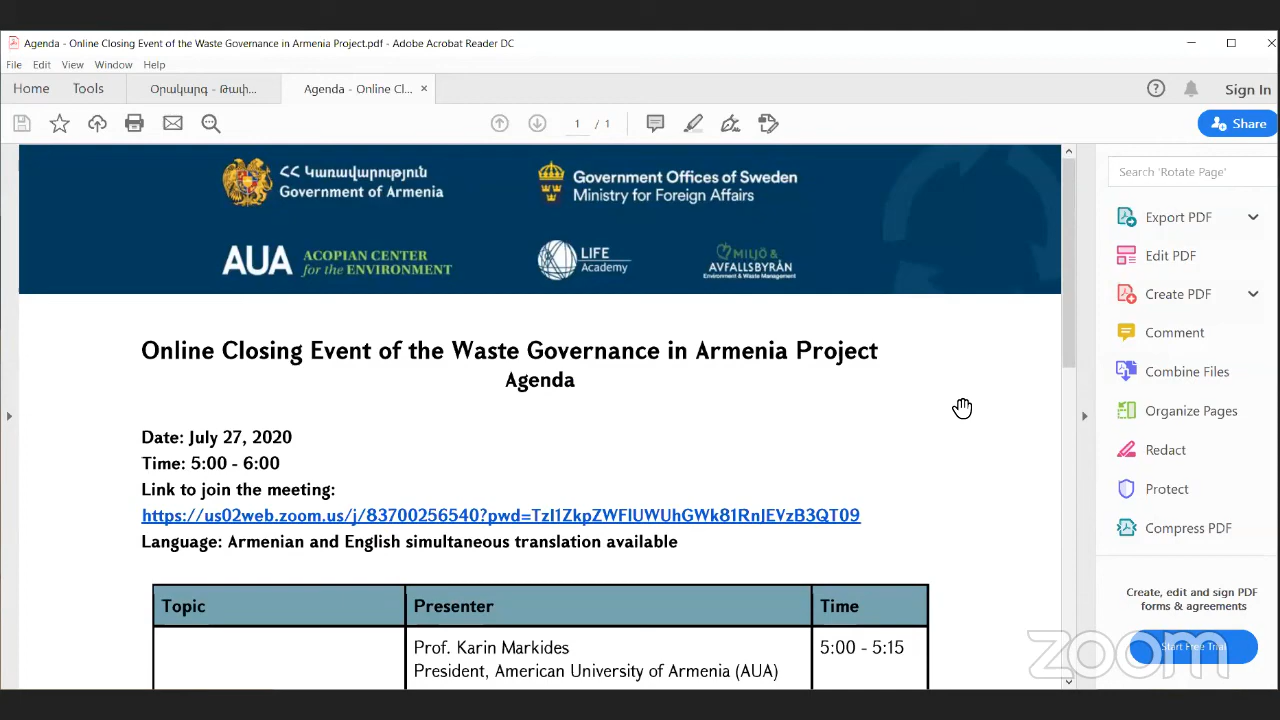 Agenda - Online Closing Event of the Waste Governance in Armenia Project.pdf - Adobe Acrobat Reader DC
File Edit View Window Help
Home Tools Օրակարգ - Թափ... Agenda - Online Cl... × Sign In
1 / 1 Share
ՀՀ Կառավարություն
Government of Armenia
Government Offices of Sweden
Ministry for Foreign Affairs
AUA ACOPIAN CENTER
for the ENVIRONMENT
LIFE
Academy
MILJÖ &
AVFALLSBYRÅN
Environment & Waste Management
Search 'Rotate Page'
Export PDF
Edit PDF
Create PDF
Comment
Combine Files
Organize Pages
Redact
Protect
Compress PDF
Create, edit and sign PDF
forms & agreements
Start Free Trial
Online Closing Event of the Waste Governance in Armenia Project
Agenda
Date: July 27, 2020
Time: 5:00 - 6:00
Link to join the meeting:
https://us02web.zoom.us/j/83700256540?pwd=TzI1ZkpZWFlUWUhGWk81RnJEVzB3QT09
Language: Armenian and English simultaneous translation available
Topic Presenter Time
Prof. Karin Markides 5:00 - 5:15
President, American University of Armenia (AUA)
zoom